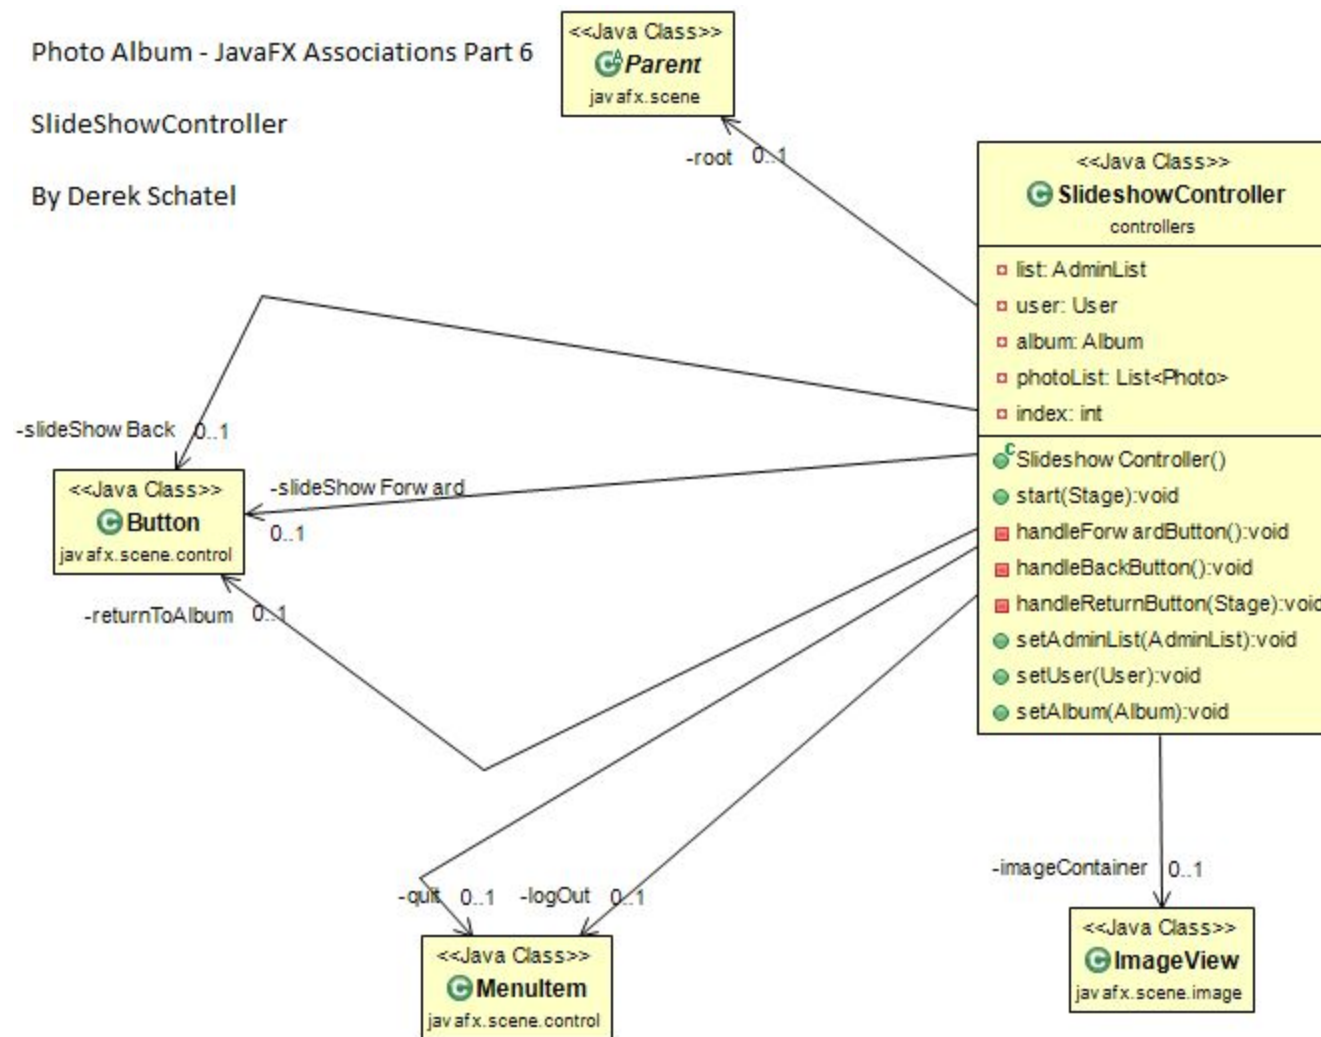 Photo Album - JavaFX Associations Part 6
SlideShowController
By Derek Schatel
<<Java Class>>
Parent
javafx.scene
-root 0..1
<<Java Class>>
SlideshowController
controllers
list: AdminList
user: User
album: Album
photoList: List<Photo>
index: int
SlideshowController()
start(Stage):void
handleForwardButton():void
handleBackButton():void
handleReturnButton(Stage):void
setAdminList(AdminList):void
setUser(User):void
setAlbum(Album):void
-slideShowBack 0..1
-slideShowForward
0..1
<<Java Class>>
Button
javafx.scene.control
-returnToAlbum 0..1
-quit 0..1
-logOut 0..1
<<Java Class>>
MenuItem
javafx.scene.control
-imageContainer 0..1
<<Java Class>>
ImageView
javafx.scene.image